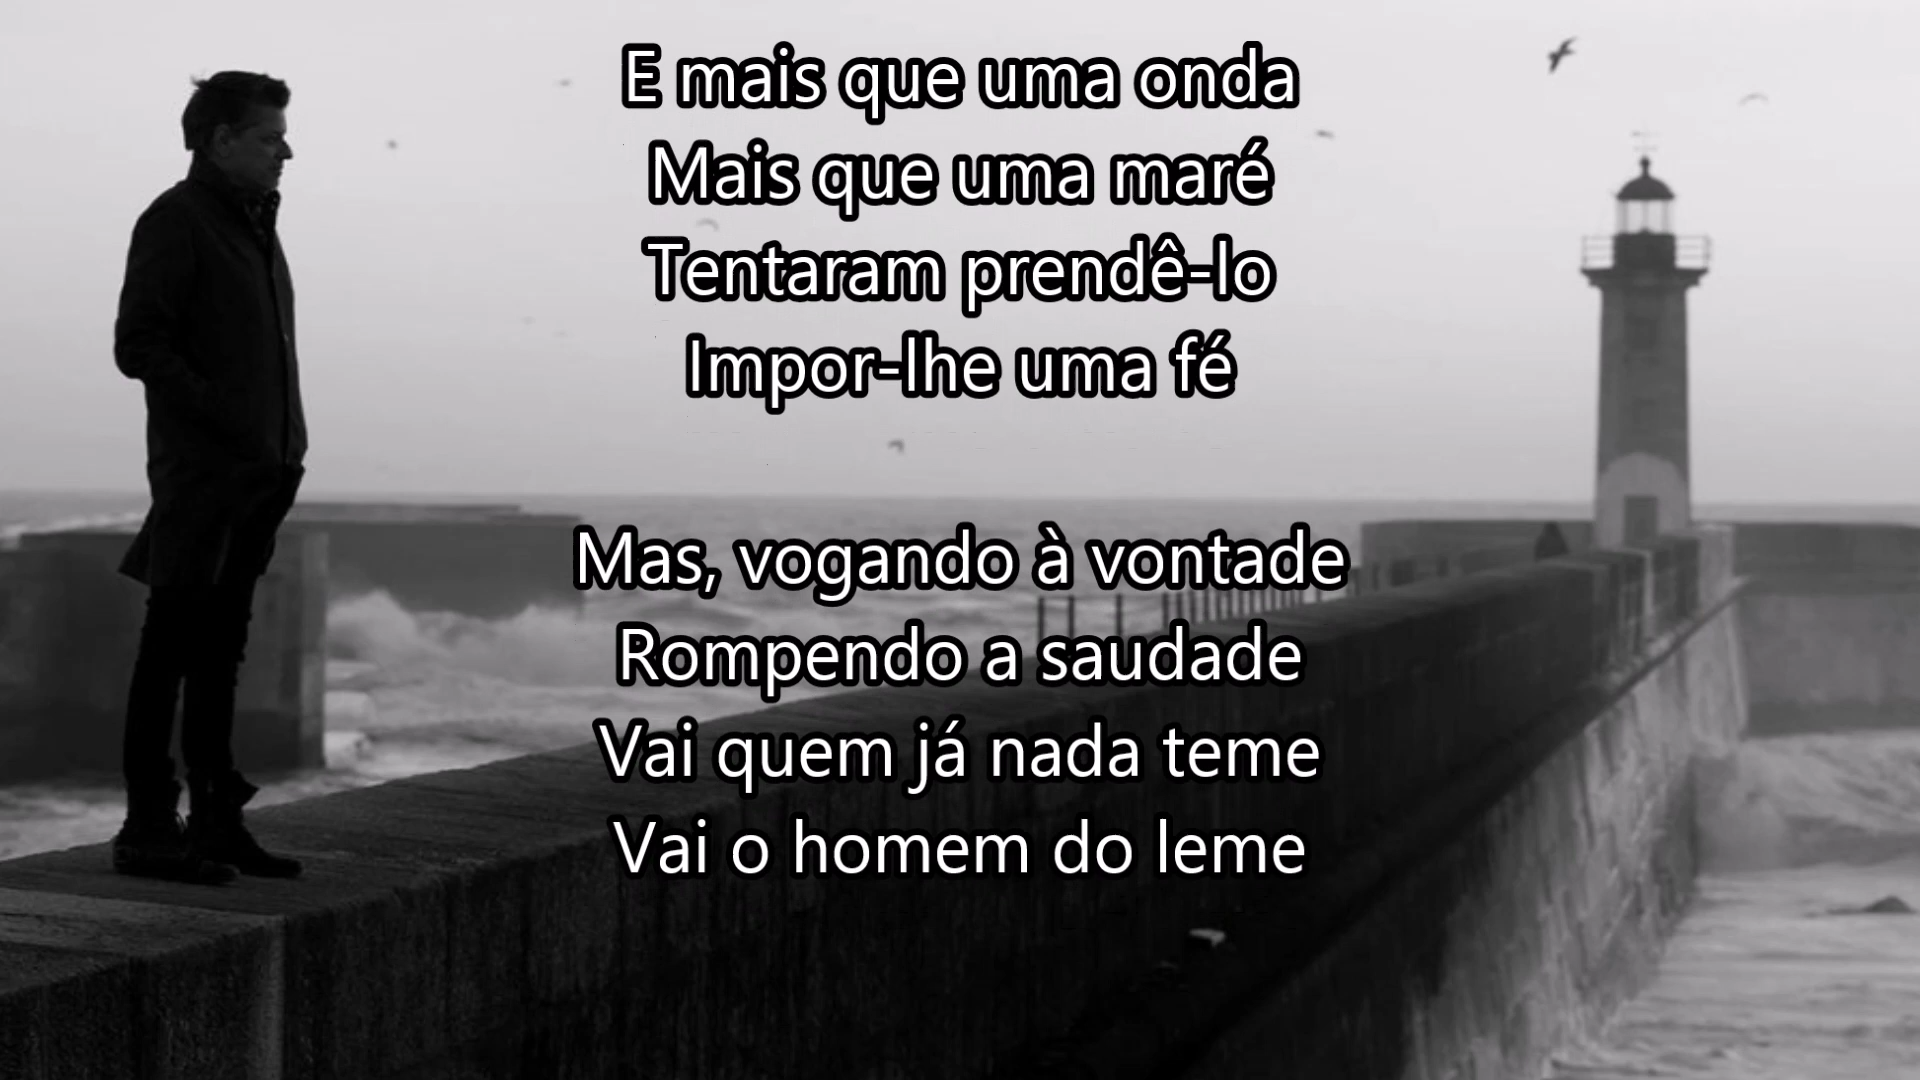 E mais que uma onda
Mais que uma maré
Tentaram prendê-lo
Impor-lhe uma fé
Mas, vogando à vontade
Rompendo a saudade
Vai quem já nada teme
Vai o homem do leme